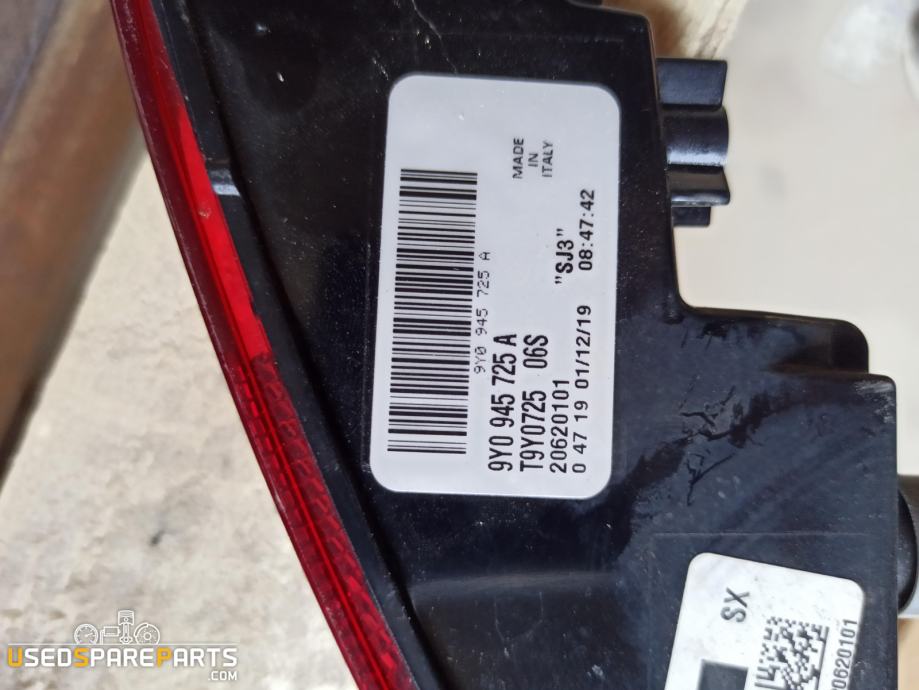 MADE
IN
ITALY
9Y0 945 725 A
9Y0 945 725 A
T9Y0725 06S
20620101 "SJ3"
0 47 19 01/12/19 08:47:42
SX
0620101
USEDSPAREPARTS
.COM